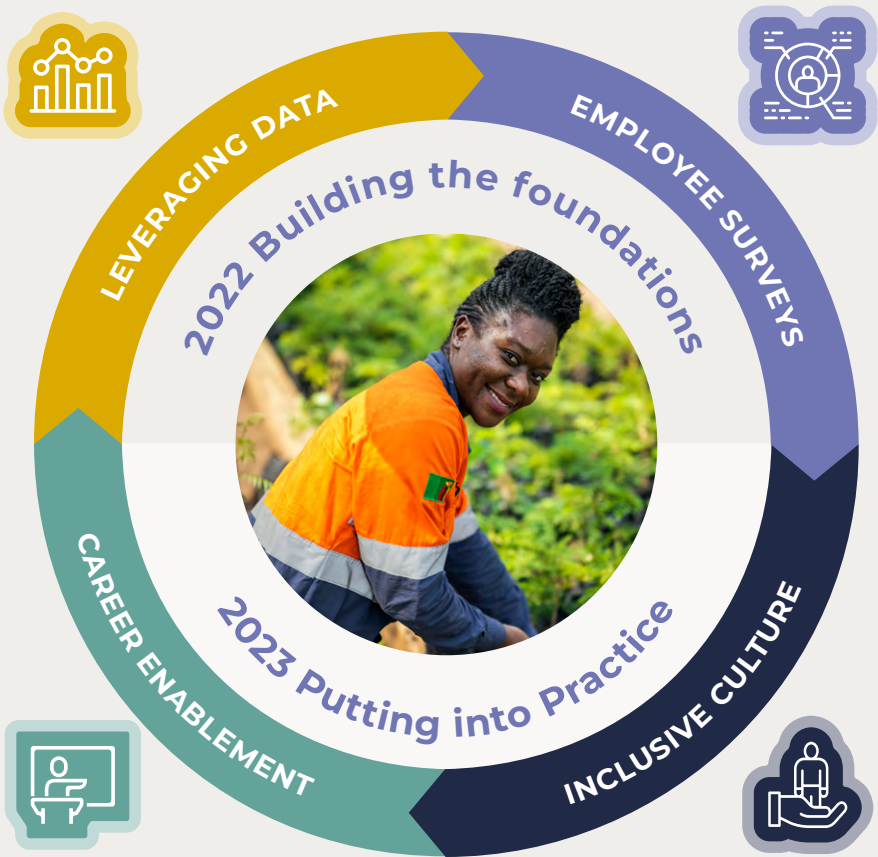 LEVERAGING DATA
EMPLOYEE SURVEYS
2022 Building the foundations
2023 Putting into Practice
CAREER ENABLEMENT
INCLUSIVE CULTURE